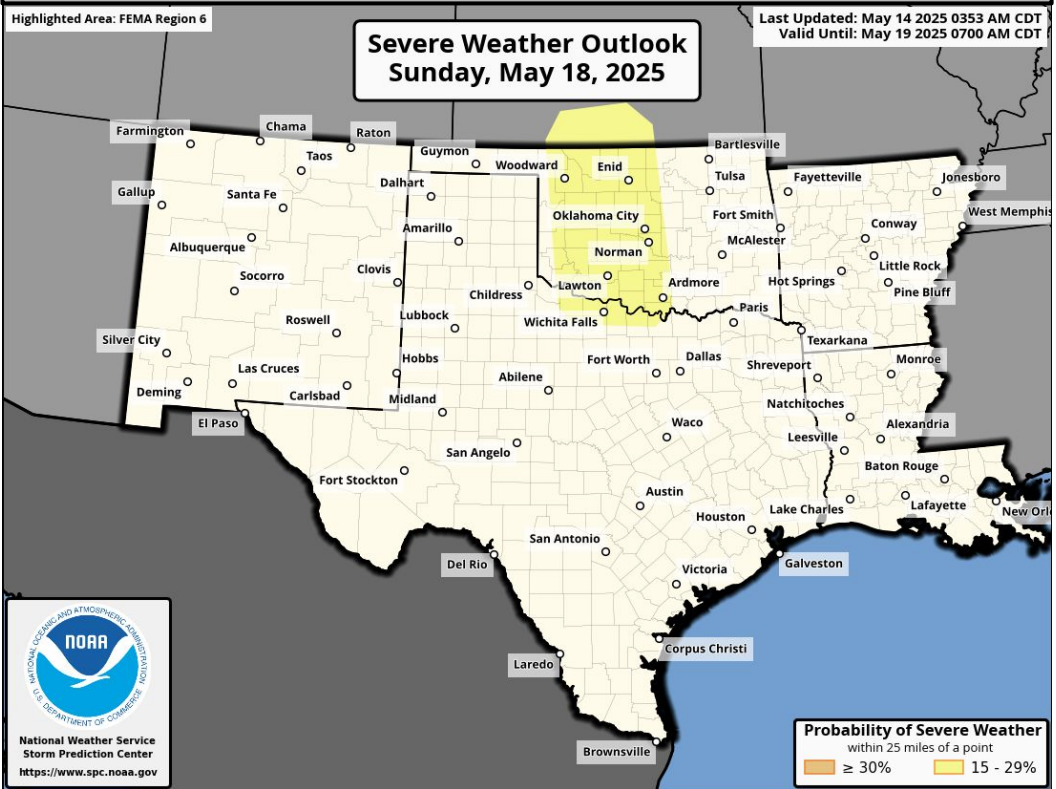 Highlighted Area: FEMA Region 6
Severe Weather Outlook
Sunday, May 18, 2025
Last Updated: May 14 2025 0353 AM CDT
Valid Until: May 19 2025 0700 AM CDT
Farmington
Chama
Raton
Taos
Guymon
Woodward
Enid
Bartlesville
Tulsa
Fayetteville
Jonesboro
Gallup
Santa Fe
Dalhart
Oklahoma City
Fort Smith
West Memphis
Albuquerque
Amarillo
Norman
McAlester
Conway
Little Rock
Socorro
Clovis
Childress
Lawton
Ardmore
Hot Springs
Pine Bluff
Roswell
Lubbock
Wichita Falls
Paris
Texarkana
Silver City
Hobbs
Fort Worth
Dallas
Shreveport
Monroe
Las Cruces
Abilene
Deming
Carlsbad
Midland
Natchitoches
El Paso
Waco
Leesville
Alexandria
San Angelo
Fort Stockton
Baton Rouge
Austin
Houston
Lake Charles
Lafayette
New Orl
San Antonio
Del Rio
Victoria
Galveston
Laredo
Corpus Christi
Brownsville
NATIONAL OCEANIC AND ATMOSPHERIC ADMINISTRATION
NOAA
U.S. DEPARTMENT OF COMMERCE
National Weather Service
Storm Prediction Center
https://www.spc.noaa.gov
Probability of Severe Weather
within 25 miles of a point
≥ 30%
15 - 29%